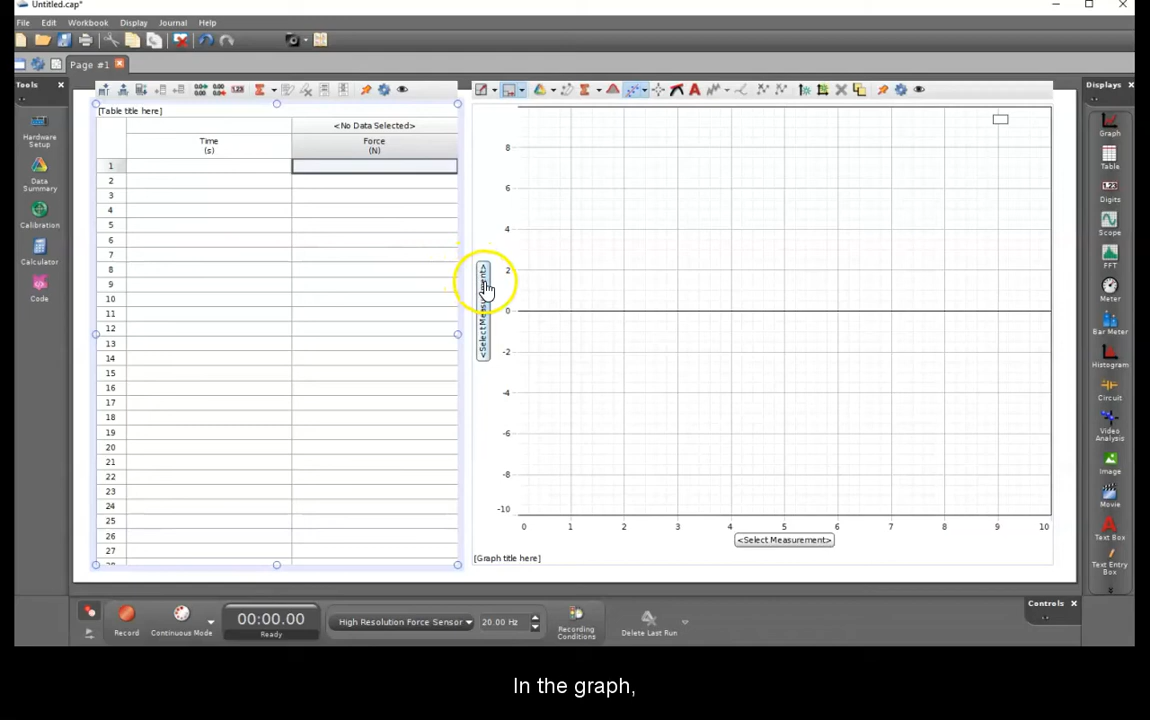 Untitled.cap*
File Edit Workbook Display Journal Help
Page #1
Tools
Displays
Hardware
Setup
Data
Summary
Calibration
Calculator
Code
[Table title here]
<No Data Selected>
Time
(s)
Force
(N)
1
2
3
4
5
6
7
8
9
10
11
12
13
14
15
16
17
18
19
20
21
22
23
24
25
26
27
8
6
4
2
0
-2
-4
-6
-8
-10
<Select Measurement>
0 1 2 3 4 5 6 7 8 9 10
<Select Measurement>
[Graph title here]
Graph
Table
1.23
Digits
Scope
FFT
Meter
Bar Meter
Histogram
Circuit
Video
Analysis
Image
Movie
Text Box
Text Entry
Box
Record
Continuous Mode
00:00.00
Ready
High Resolution Force Sensor
20.00 Hz
Recording
Conditions
Delete Last Run
Controls
In the graph,